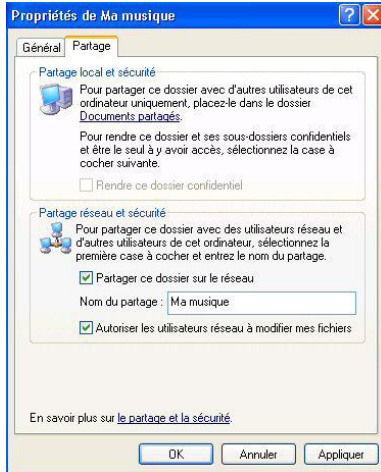 Propriétés de Ma musique
Général Partage
Partage local et sécurité
Pour partager ce dossier avec d'autres utilisateurs de cet
ordinateur uniquement, placez-le dans le dossier
Documents partagés.
Pour rendre ce dossier et ses sous-dossiers confidentiels
et être le seul à y avoir accès, sélectionnez la case à
cocher suivante.
Rendre ce dossier confidentiel
Partage réseau et sécurité
Pour partager ce dossier avec des utilisateurs réseau et
d'autres utilisateurs de cet ordinateur, sélectionnez la
première case à cocher et entrez le nom du partage.
Partager ce dossier sur le réseau
Nom du partage : Ma musique
Autoriser les utilisateurs réseau à modifier mes fichiers
En savoir plus sur le partage et la sécurité.
OK Annuler Appliquer